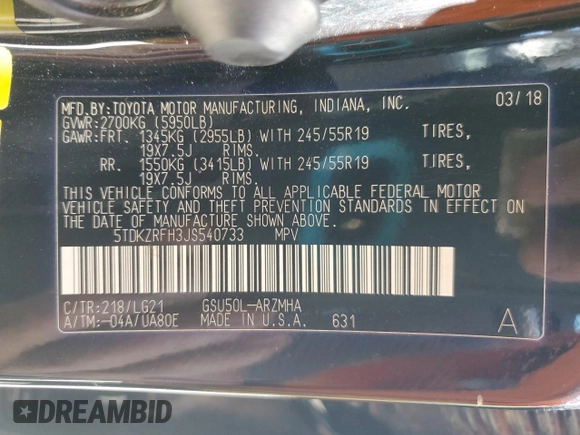 MFD.BY:TOYOTA MOTOR MANUFACTURING, INDIANA, INC. 03/18
GVWR:2700KG (5950LB)
GAWR:FRT. 1345KG (2955LB) WITH 245/55R19 TIRES,
19X7.5J RIMS.
RR. 1550KG (3415LB) WITH 245/55R19 TIRES,
19X7.5J RIMS.
THIS VEHICLE CONFORMS TO ALL APPLICABLE FEDERAL MOTOR
VEHICLE SAFETY AND THEFT PREVENTION STANDARDS IN EFFECT ON
THE DATE OF MANUFACTURE SHOWN ABOVE.
5TDKZRFH3JS540733 MPV
C/TR:218/LG21 GSU50L-ARZMHA
A/TM:-04A/UA80E MADE IN U.S.A. 631 A
DREAMBID